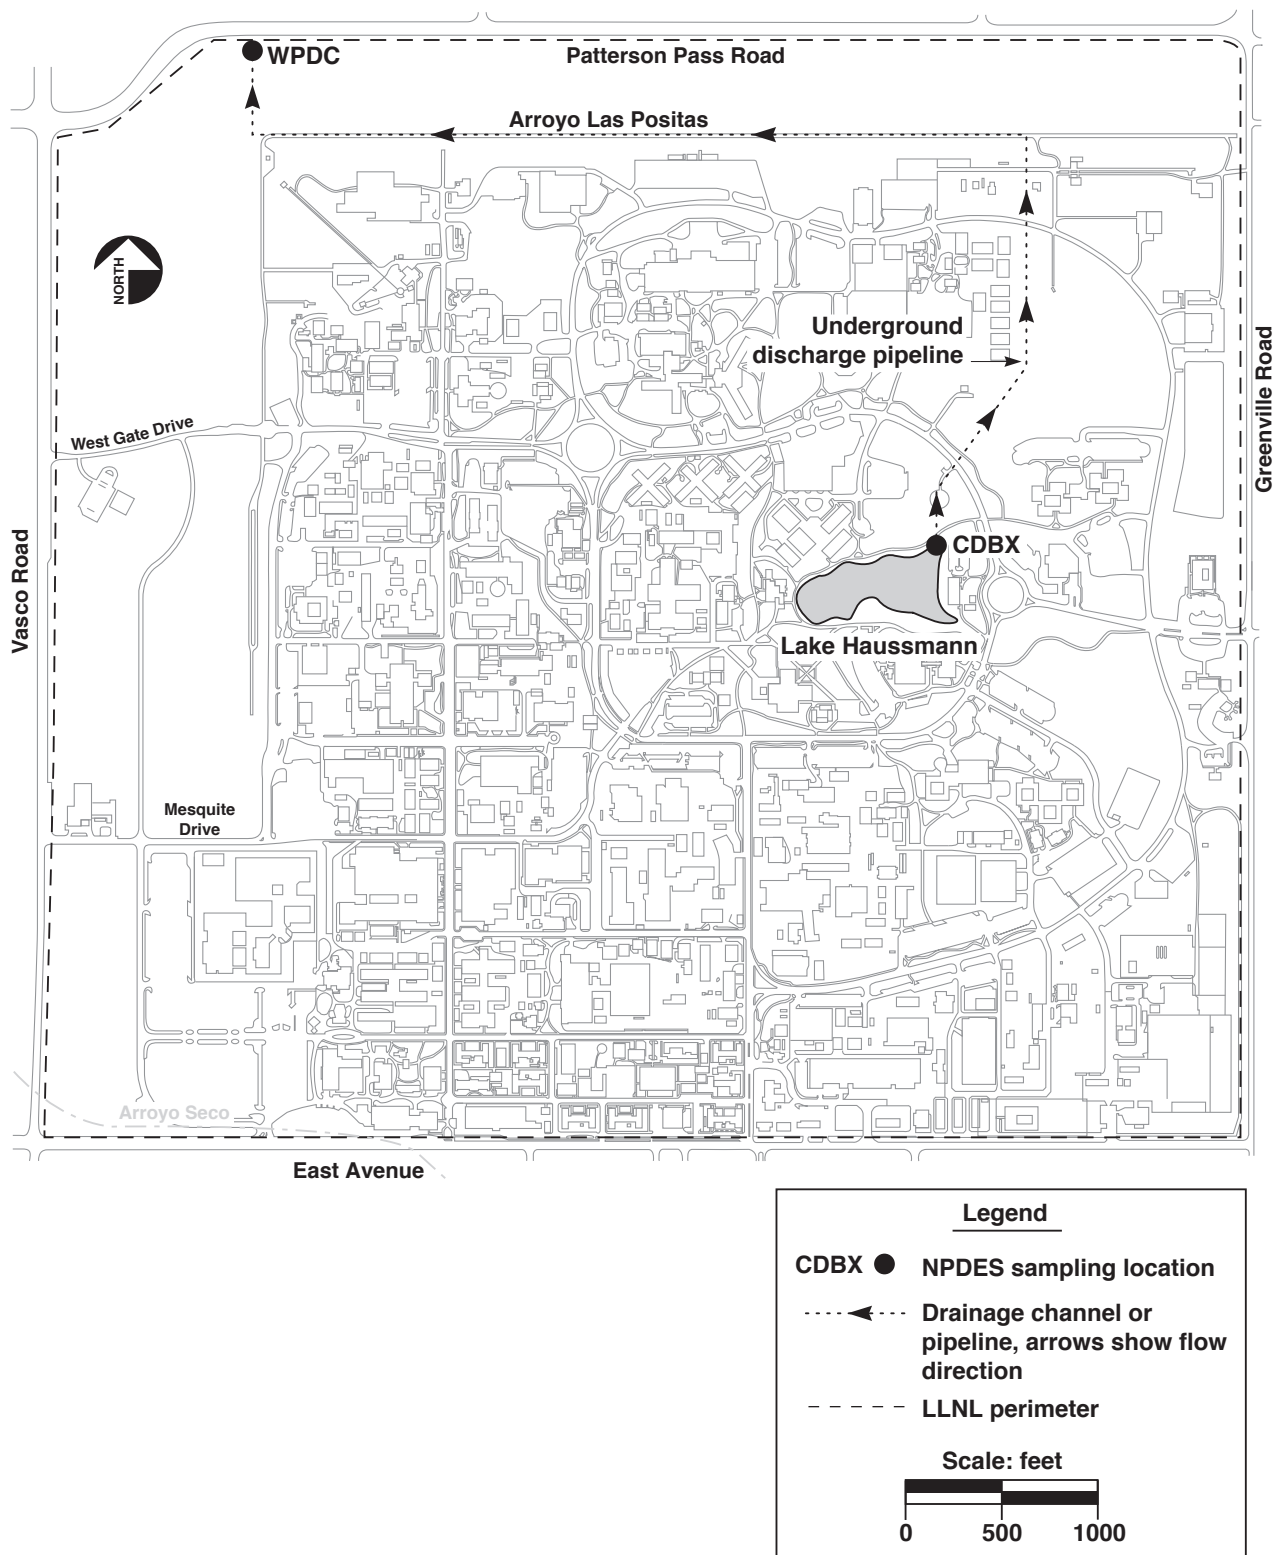 WPDC
Patterson Pass Road
Arroyo Las Positas
NORTH
Underground
discharge pipeline
West Gate Drive
Greenville Road
Vasco Road
CDBX
Lake Haussmann
Mesquite
Drive
Arroyo Seco
East Avenue
Legend
CDBX NPDES sampling location
Drainage channel or
pipeline, arrows show flow
direction
LLNL perimeter
Scale: feet
0 500 1000